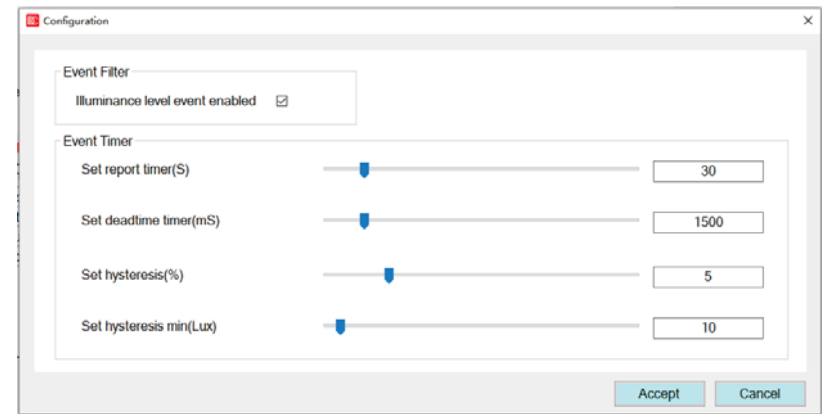 Configuration
Event Filter
Illuminance level event enabled
Event Timer
Set report timer(S) 30
Set deadtime timer(mS) 1500
Set hysteresis(%) 5
Set hysteresis min(Lux) 10
Accept Cancel